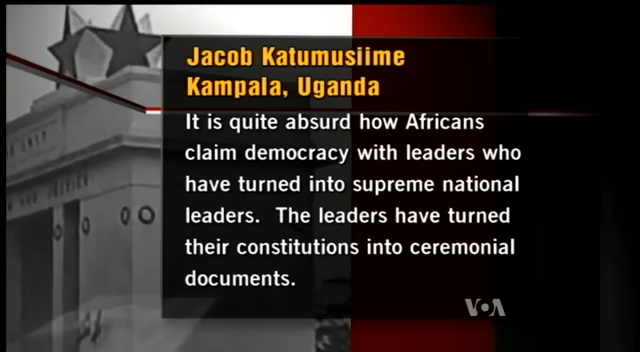 Jacob Katumusiime
Kampala, Uganda
It is quite absurd how Africans
claim democracy with leaders who
have turned into supreme national
leaders. The leaders have turned
their constitutions into ceremonial
documents.
VOA